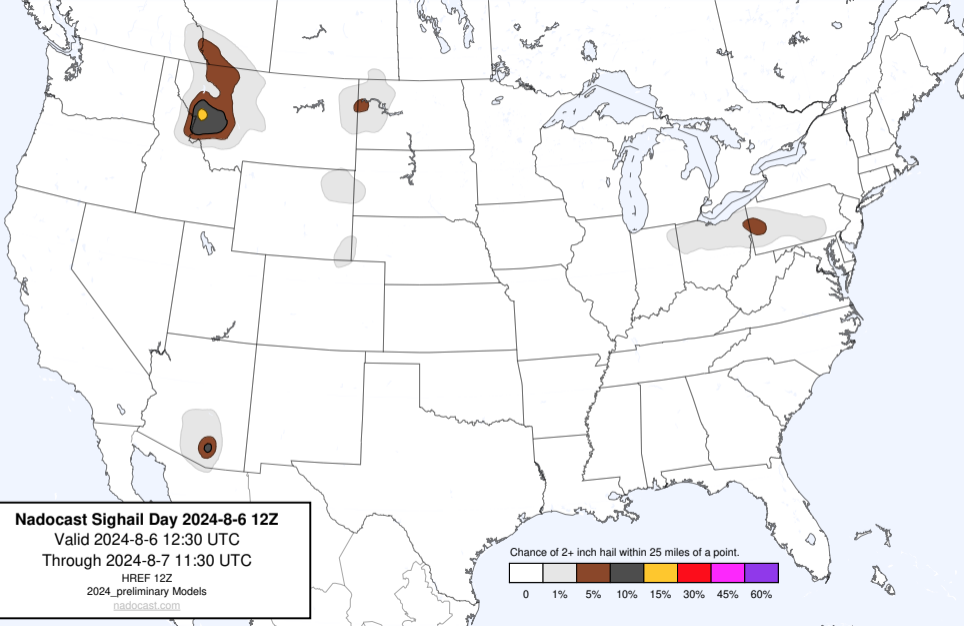 Nadocast Sighail Day 2024-8-6 12Z
Valid 2024-8-6 12:30 UTC
Through 2024-8-7 11:30 UTC
HREF 12Z
2024_preliminary Models
nadocast.com
Chance of 2+ inch hail within 25 miles of a point.
0 1% 5% 10% 15% 30% 45% 60%